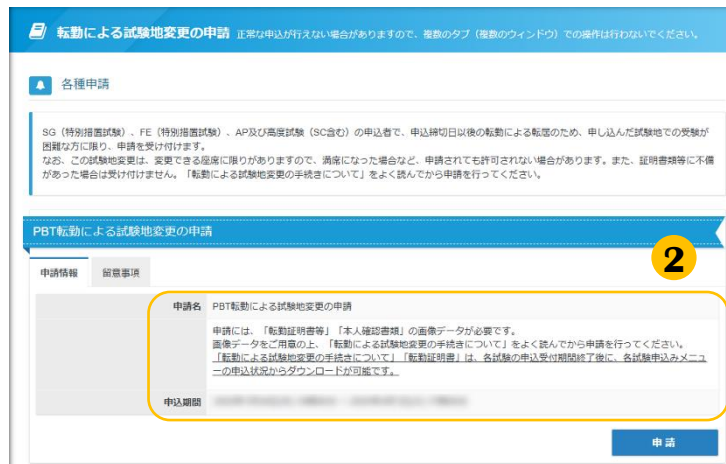 転勤による試験地変更の申請 正常な申込が行えない場合がありますので、複数のタブ（複数のウィンドウ）での操作は行わないでください。
各種申請
SG（特別措置試験）、FE（特別措置試験）、AP及び高度試験（SC含む）の申込者で、申込締切日以後の転勤による転居のため、申し込んだ試験地での受験が
困難な方に限り、申請を受け付けます。
なお、この試験地変更は、変更できる座席に限りがありますので、満席になった場合など、申請されても許可されない場合があります。また、証明書類等に不備
があった場合は受け付けません。「転勤による試験地変更の手続きについて」をよく読んでから申請を行ってください。
PBT転勤による試験地変更の申請
2
申請情報 留意事項
申請名 PBT転勤による試験地変更の申請
申請には、「転勤証明書等」「本人確認書類」の画像データが必要です。
画像データをご用意の上、「転勤による試験地変更の手続きについて」をよく読んでから申請を行ってください。
「転勤による試験地変更の手続きについて」「転勤証明書」は、各試験の申込受付期間終了後に、各試験申込みメニュ
ーの申込状況からダウンロードが可能です。
申込期間
申請